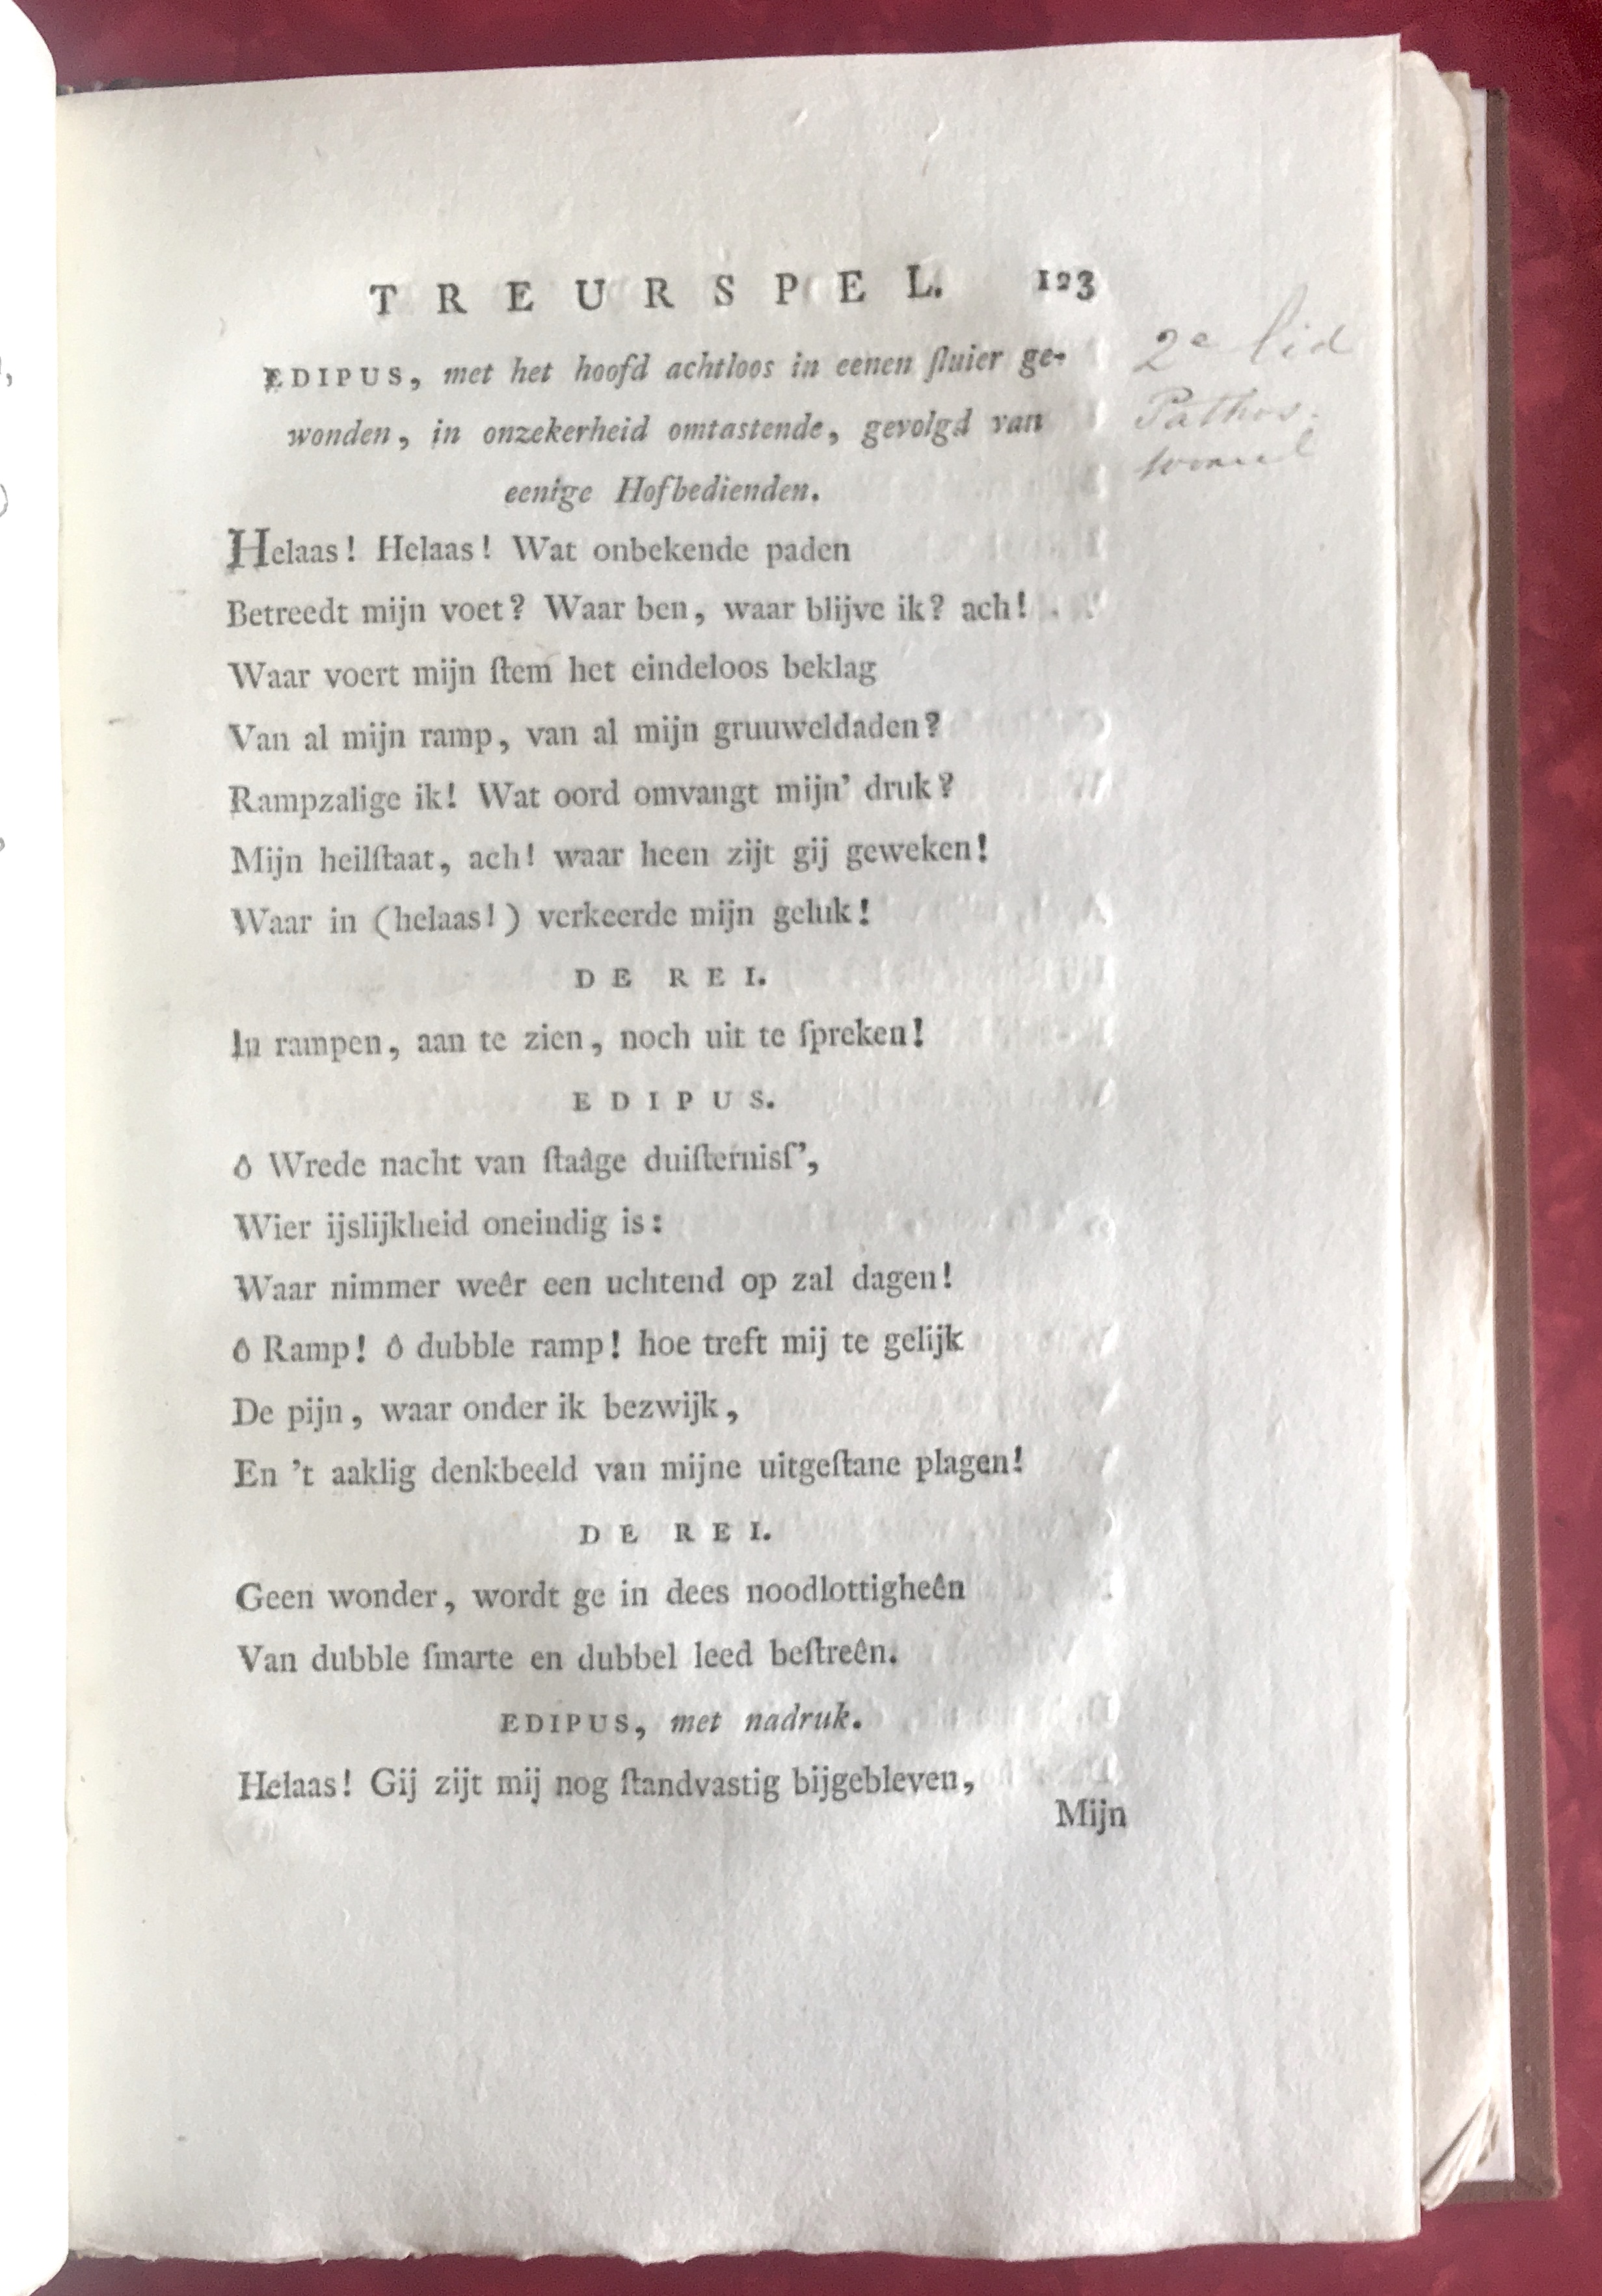 TREURSPEL. 123
EDIPUS, met het hoofd achtloos in eenen ſluier ge-
wonden, in onzekerheid omtastende, gevolgd van
eenige Hofbedienden.
2e lid
Pathos.
Helaas! Helaas! Wat onbekende paden
Betreedt mijn voet? Waar ben, waar blijve ik? ach!
Waar voert mijn ſtem het eindeloos beklag
Van al mijn ramp, van al mijn gruuweldaden?
Rampzalige ik! Wat oord omvangt mijn’ druk?
Mijn heilſtaat, ach! waar heen zijt gij geweken!
Waar in (helaas!) verkeerde mijn geluk!
DE REI.
In rampen, aan te zien, noch uit te ſpreken!
EDIPUS.
ô Wrede nacht van ſtaâge duiſterniſſ’,
Wier ijslijkheid oneindig is:
Waar nimmer weêr een uchtend op zal dagen!
ô Ramp! ô dubble ramp! hoe treft mij te gelijk
De pijn, waar onder ik bezwijk,
En ’t aaklig denkbeeld van mijne uitgeſtane plagen!
DE REI.
Geen wonder, wordt ge in dees noodlottigheên
Van dubble ſmarte en dubbel leed beſtreên.
EDIPUS, met nadruk.
Helaas! Gij zijt mij nog ſtandvastig bijgebleven,
Mijn